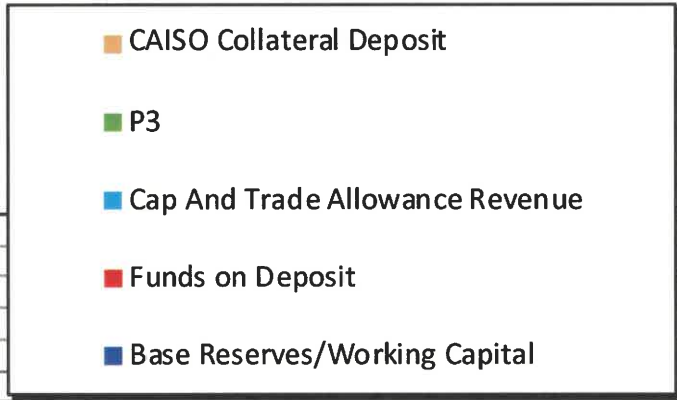 CAISO Collateral Deposit
P3
Cap And Trade Allowance Revenue
Funds on Deposit
Base Reserves/Working Capital